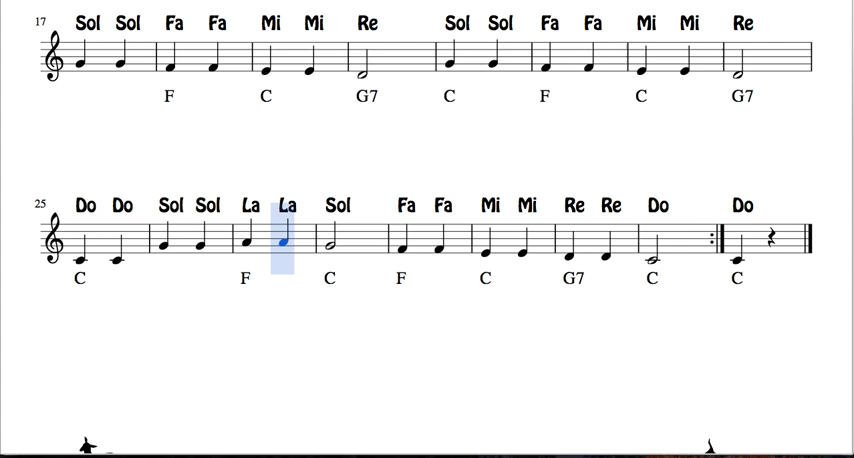 17
Sol Sol Fa Fa Mi Mi Re Sol Sol Fa Fa Mi Mi Re
F C G7 C F C G7
25
Do Do Sol Sol La La Sol Fa Fa Mi Mi Re Re Do Do
C F C F C G7 C C